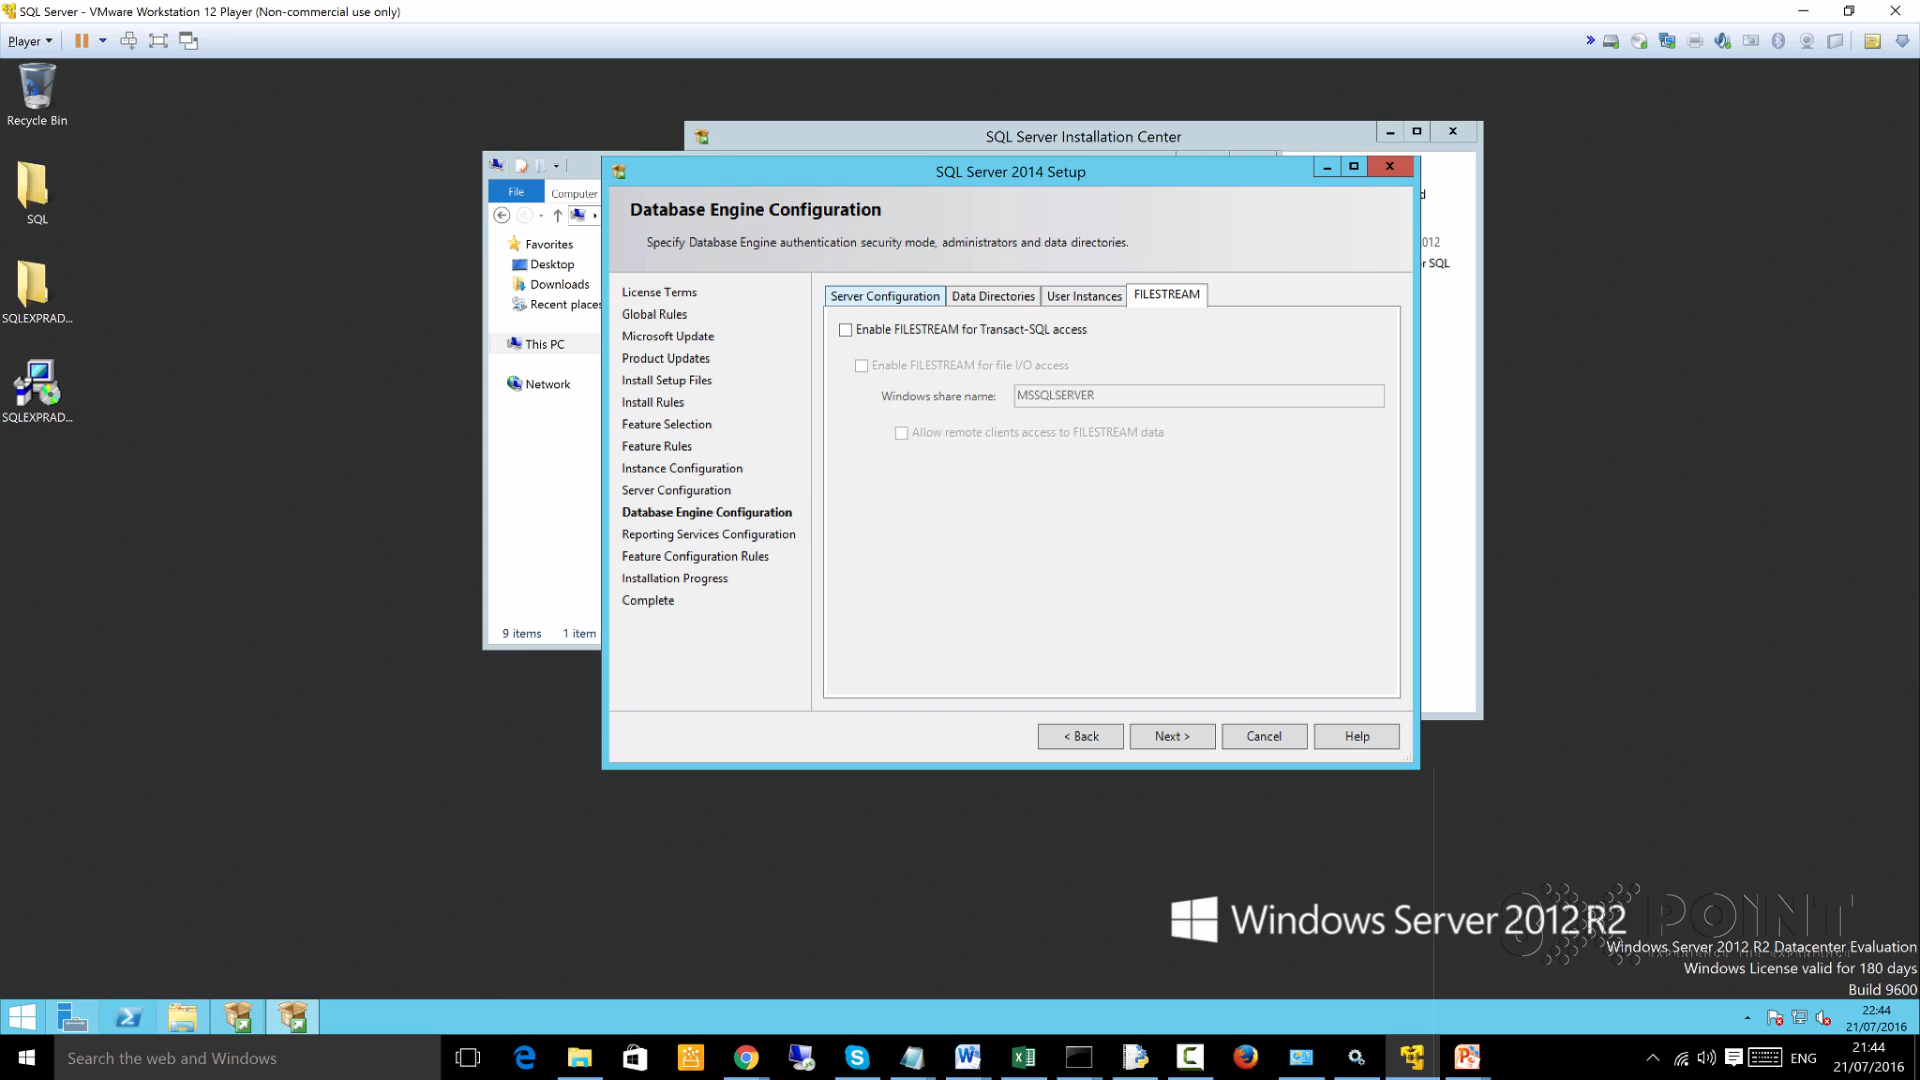 SQL Server - VMware Workstation 12 Player (Non-commercial use only)
Player
Recycle Bin
SQL
SQLEXPRAD...
SQLEXPRAD...
SQL Server Installation Center
File
Computer
Favorites
Desktop
Downloads
Recent places
This PC
Network
9 items
1 item
SQL Server 2014 Setup
Database Engine Configuration
Specify Database Engine authentication security mode, administrators and data directories.
License Terms
Global Rules
Microsoft Update
Product Updates
Install Setup Files
Install Rules
Feature Selection
Feature Rules
Instance Configuration
Server Configuration
Database Engine Configuration
Reporting Services Configuration
Feature Configuration Rules
Installation Progress
Complete
Server Configuration
Data Directories
User Instances
FILESTREAM
Enable FILESTREAM for Transact-SQL access
Enable FILESTREAM for file I/O access
Windows share name:
MSSQLSERVER
Allow remote clients access to FILESTREAM data
< Back
Next >
Cancel
Help
d
012
r SQL
Windows Server 2012 R2
POINT
Windows Server 2012 R2 Datacenter Evaluation
Windows License valid for 180 days
Build 9600
22:44
21/07/2016
Search the web and Windows
ENG
21:44
21/07/2016